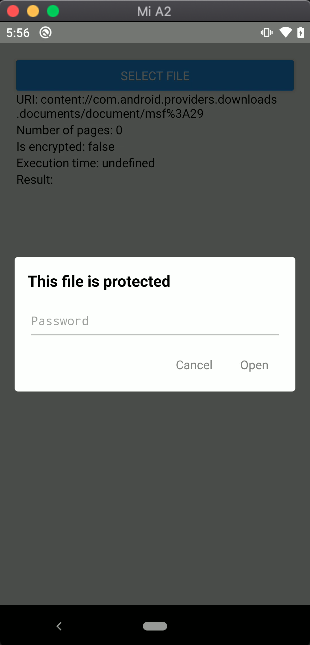 Mi A2
5:56
SELECT FILE
URI: content://com.android.providers.downloads
.documents/document/msf%3A29
Number of pages: 0
Is encrypted: false
Execution time: undefined
Result:
This file is protected
Password
Cancel Open